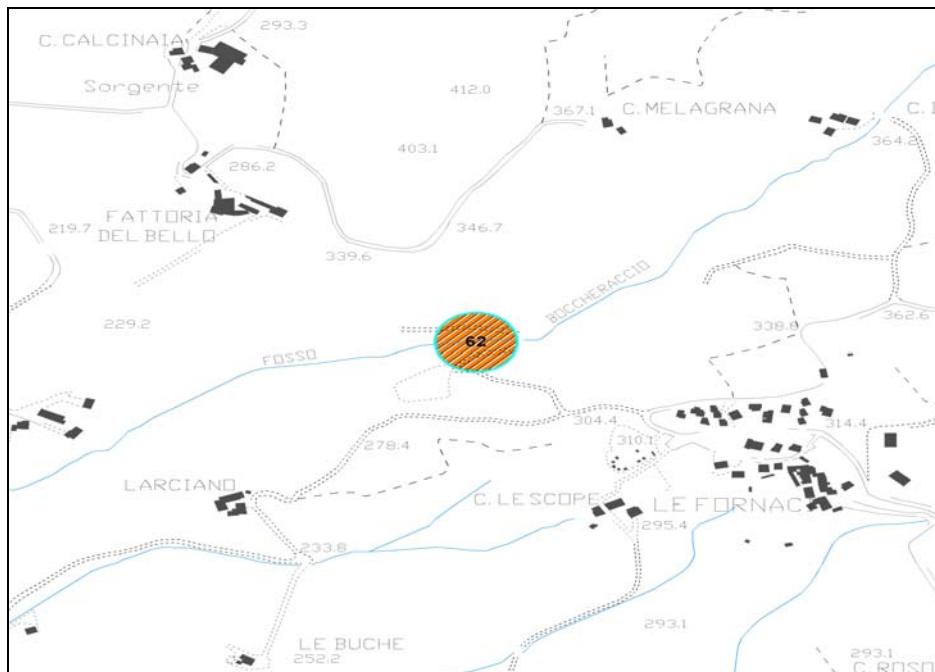 293.3
C. CALCINAIA
Sorgente
412.0
367.1
C. MELAGRANA
364.2
403.1
286.2
FATTORIA
DEL BELLO
219.7
346.7
339.6
BOCCHERACCIO
229.2
338.8
362.6
62
FOSSO
304.4
314.4
278.4
310.1
LARCIANO
C. LE SCOPE
LE FORNAC
295.4
233.8
293.1
LE BUCHE
252.2
293.1
C. ROSO